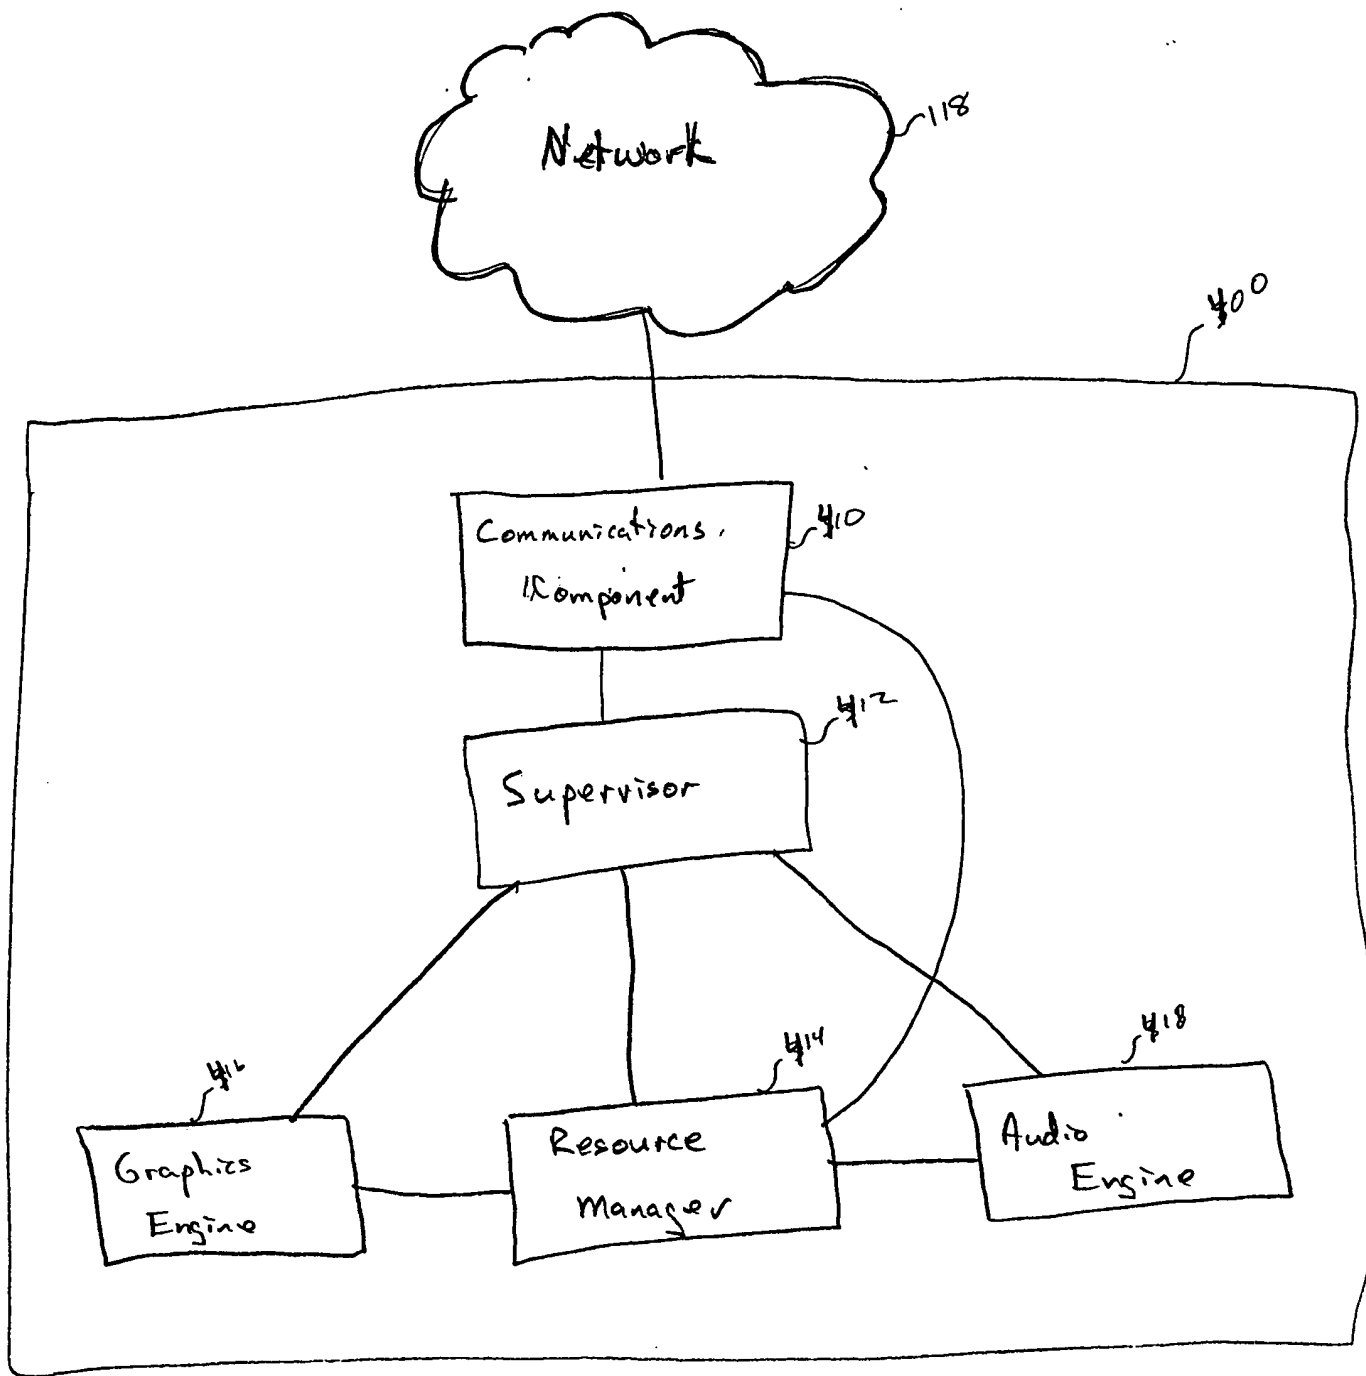 Network
118
400
Communications
Component
410
412
Supervisor
416
414
418
Graphics
Engine
Resource
Manager
Audio
Engine